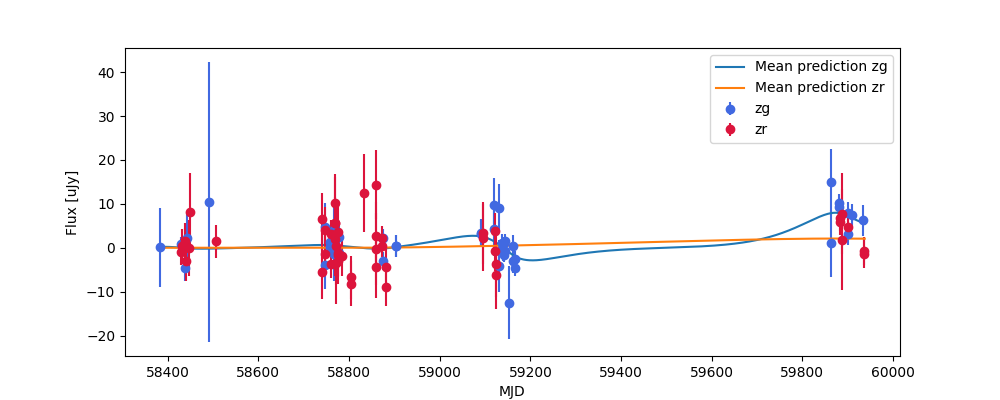 Mean prediction zg
Mean prediction zr
zg
zr
Flux [uJy]
40
30
20
10
0
−10
−20
58400 58600 58800 59000 59200 59400 59600 59800 60000
MJD